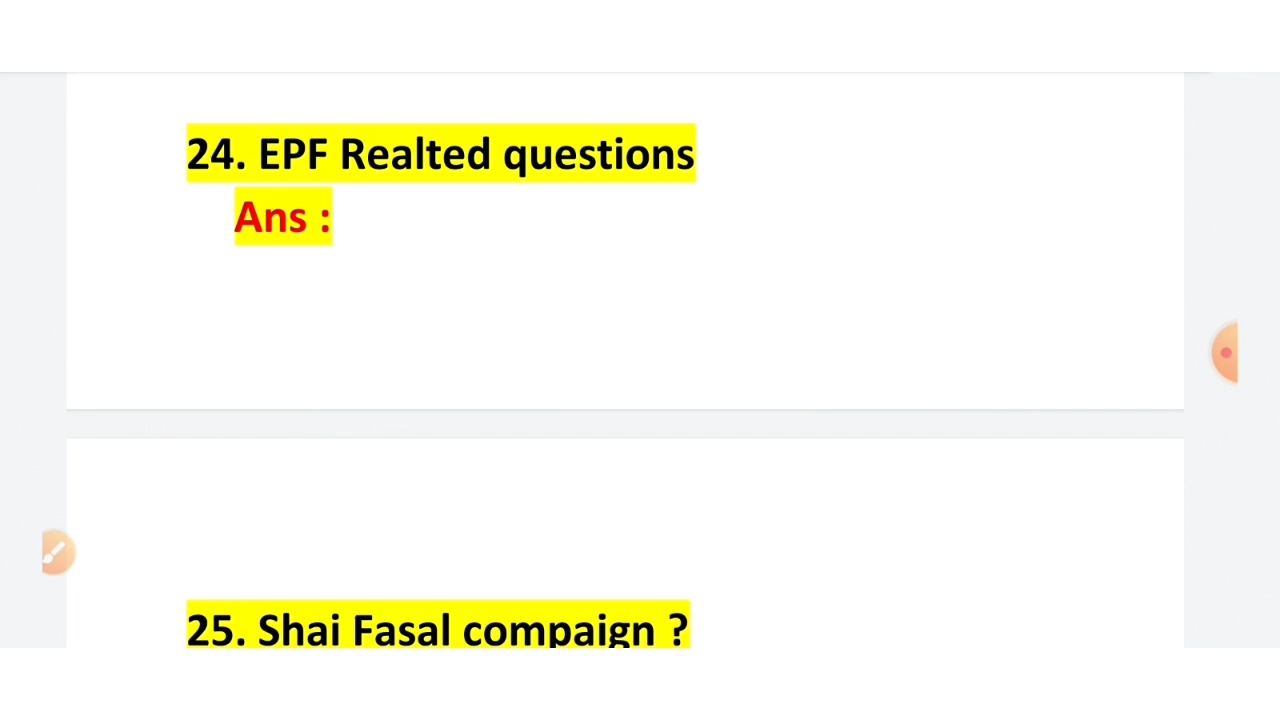 24. EPF Realted questions
Ans :
25. Shai Fasal compaign ?